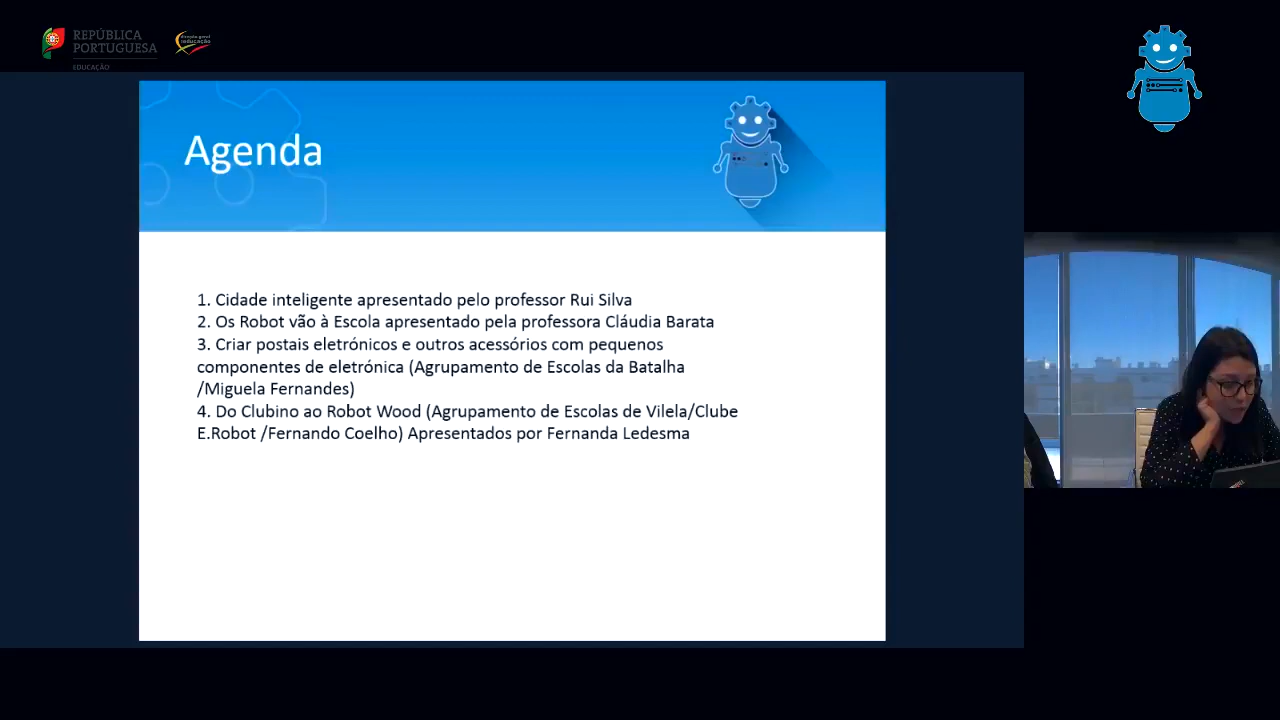 REPÚBLICA
PORTUGUESA
EDUCAÇÃO
direção-geral
educação
Agenda
1. Cidade inteligente apresentado pelo professor Rui Silva
2. Os Robot vão à Escola apresentado pela professora Cláudia Barata
3. Criar postais eletrónicos e outros acessórios com pequenos
componentes de eletrónica (Agrupamento de Escolas da Batalha
/Miguela Fernandes)
4. Do Clubino ao Robot Wood (Agrupamento de Escolas de Vilela/Clube
E.Robot /Fernando Coelho) Apresentados por Fernanda Ledesma